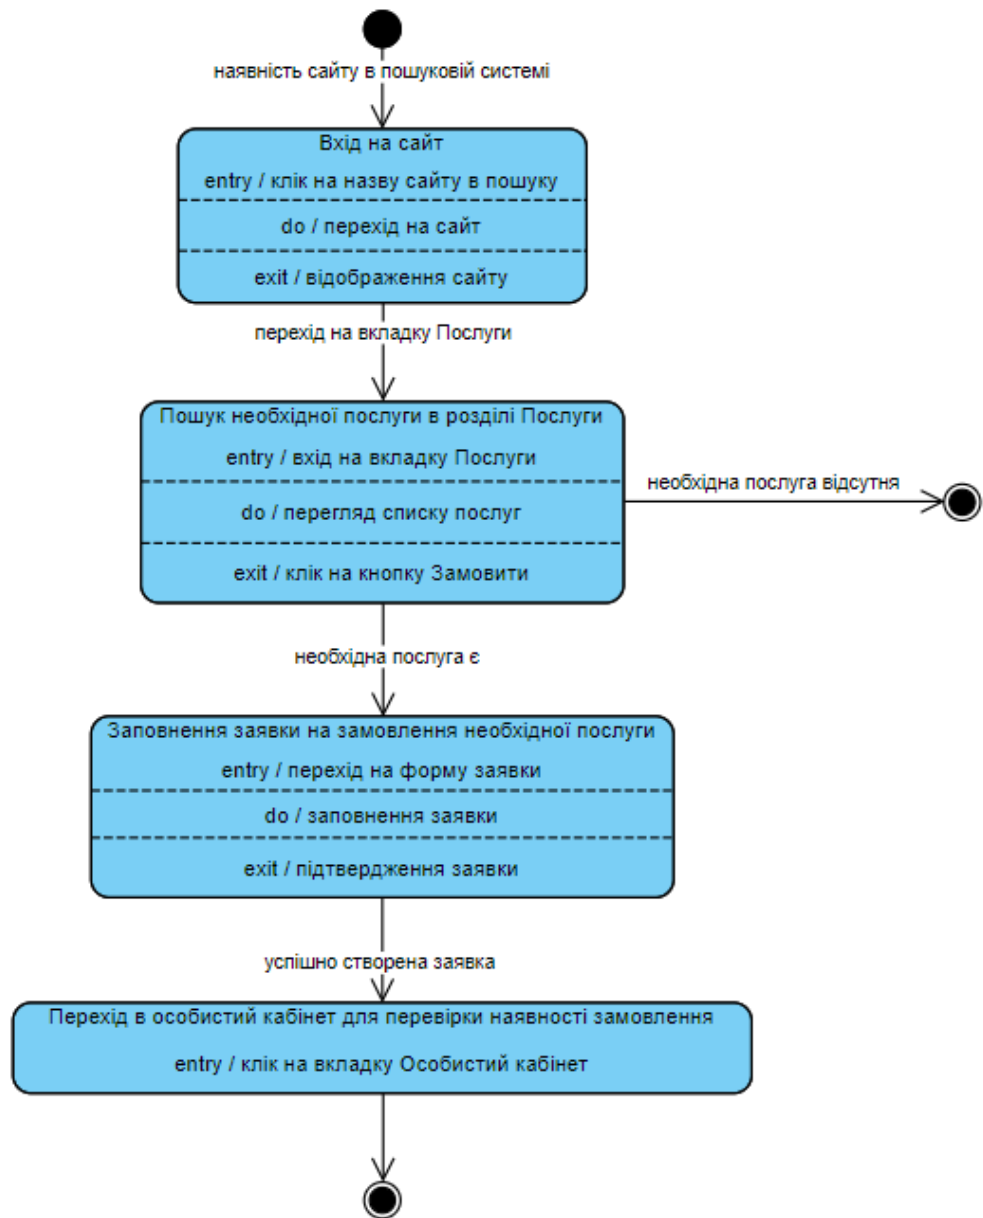 наявність сайту в пошуковій системі
Вхід на сайт
entry / клік на назву сайту в пошуку
do / перехід на сайт
exit / відображення сайту
перехід на вкладку Послуги
Пошук необхідної послуги в розділі Послуги
entry / вхід на вкладку Послуги
do / перегляд списку послуг
exit / клік на кнопку Замовити
необхідна послуга відсутня
необхідна послуга є
Заповнення заявки на замовлення необхідної послуги
entry / перехід на форму заявки
do / заповнення заявки
exit / підтвердження заявки
успішно створена заявка
Перехід в особистий кабінет для перевірки наявності замовлення
entry / клік на вкладку Особистий кабінет